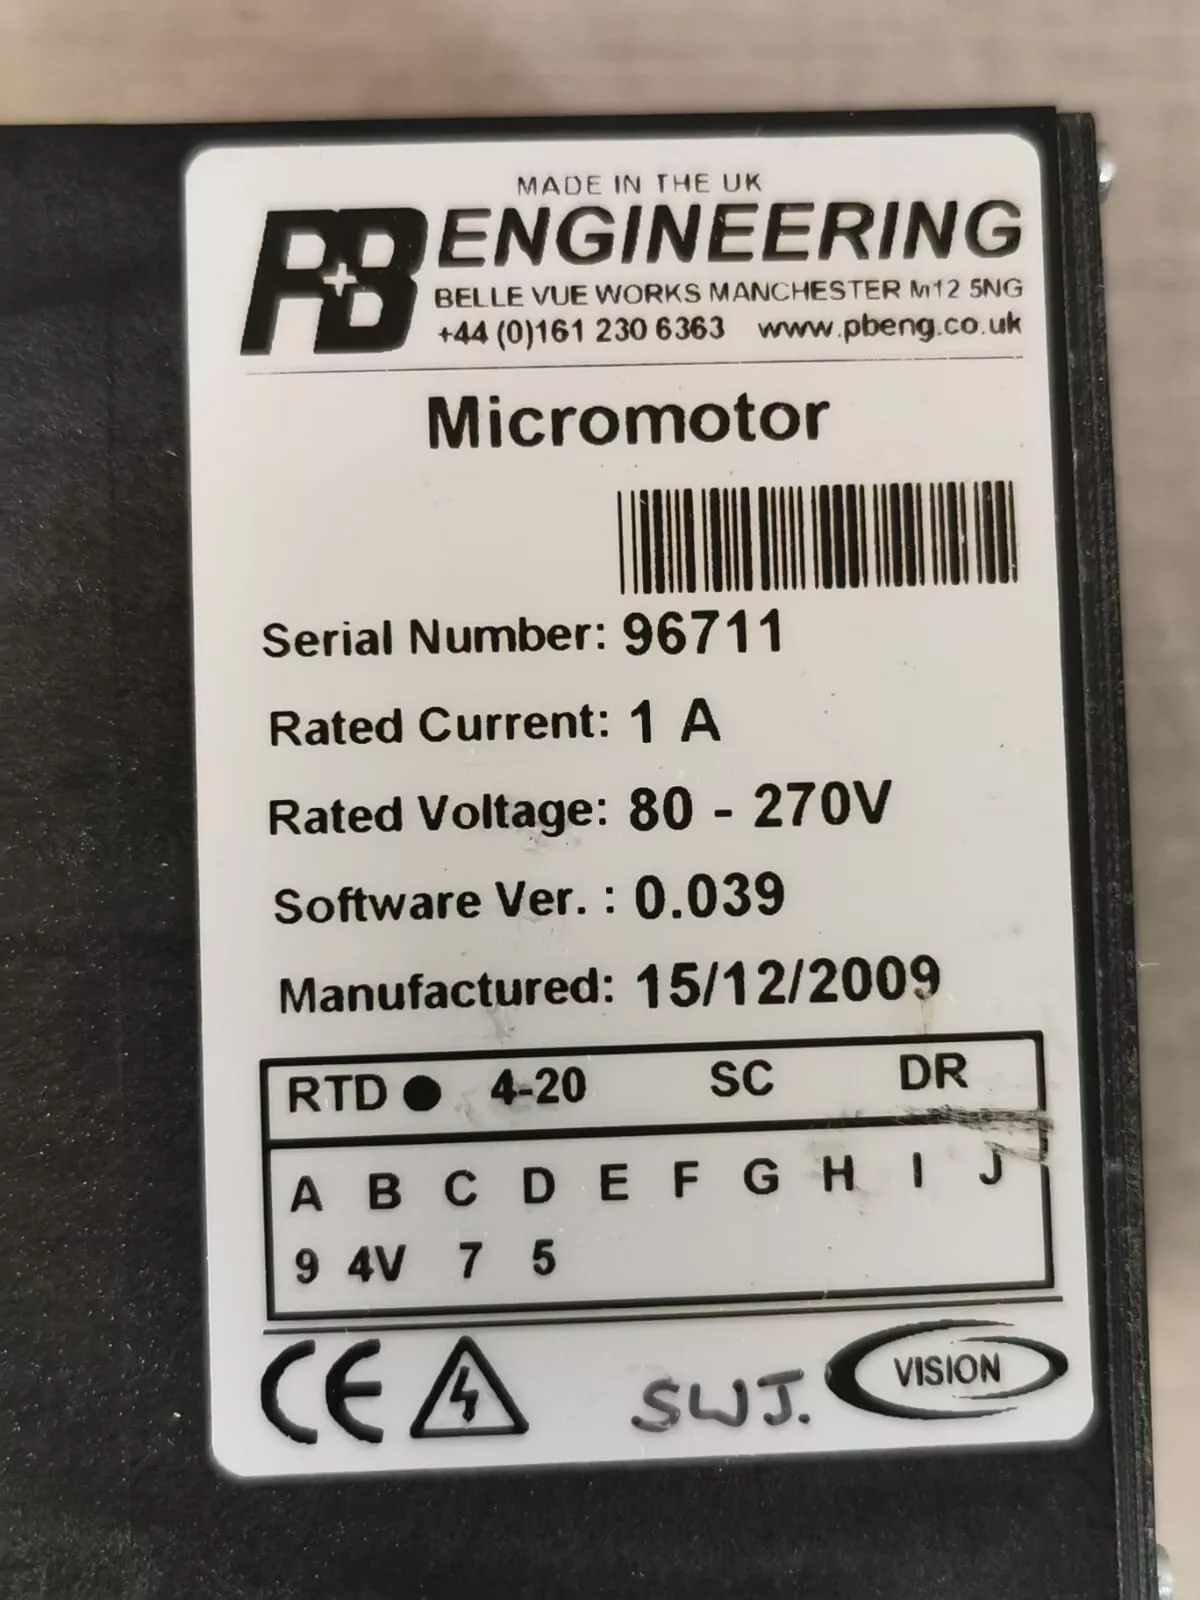 MADE IN THE UK
P+B ENGINEERING
BELLE VUE WORKS MANCHESTER M12 5NG
+44 (0)161 230 6363 www.pbeng.co.uk
Micromotor
Serial Number: 96711
Rated Current: 1 A
Rated Voltage: 80 - 270V
Software Ver. : 0.039
Manufactured: 15/12/2009
RTD ● 4-20 SC DR
A B C D E F G H I J
9 4V 7 5
CE SWJ. VISION